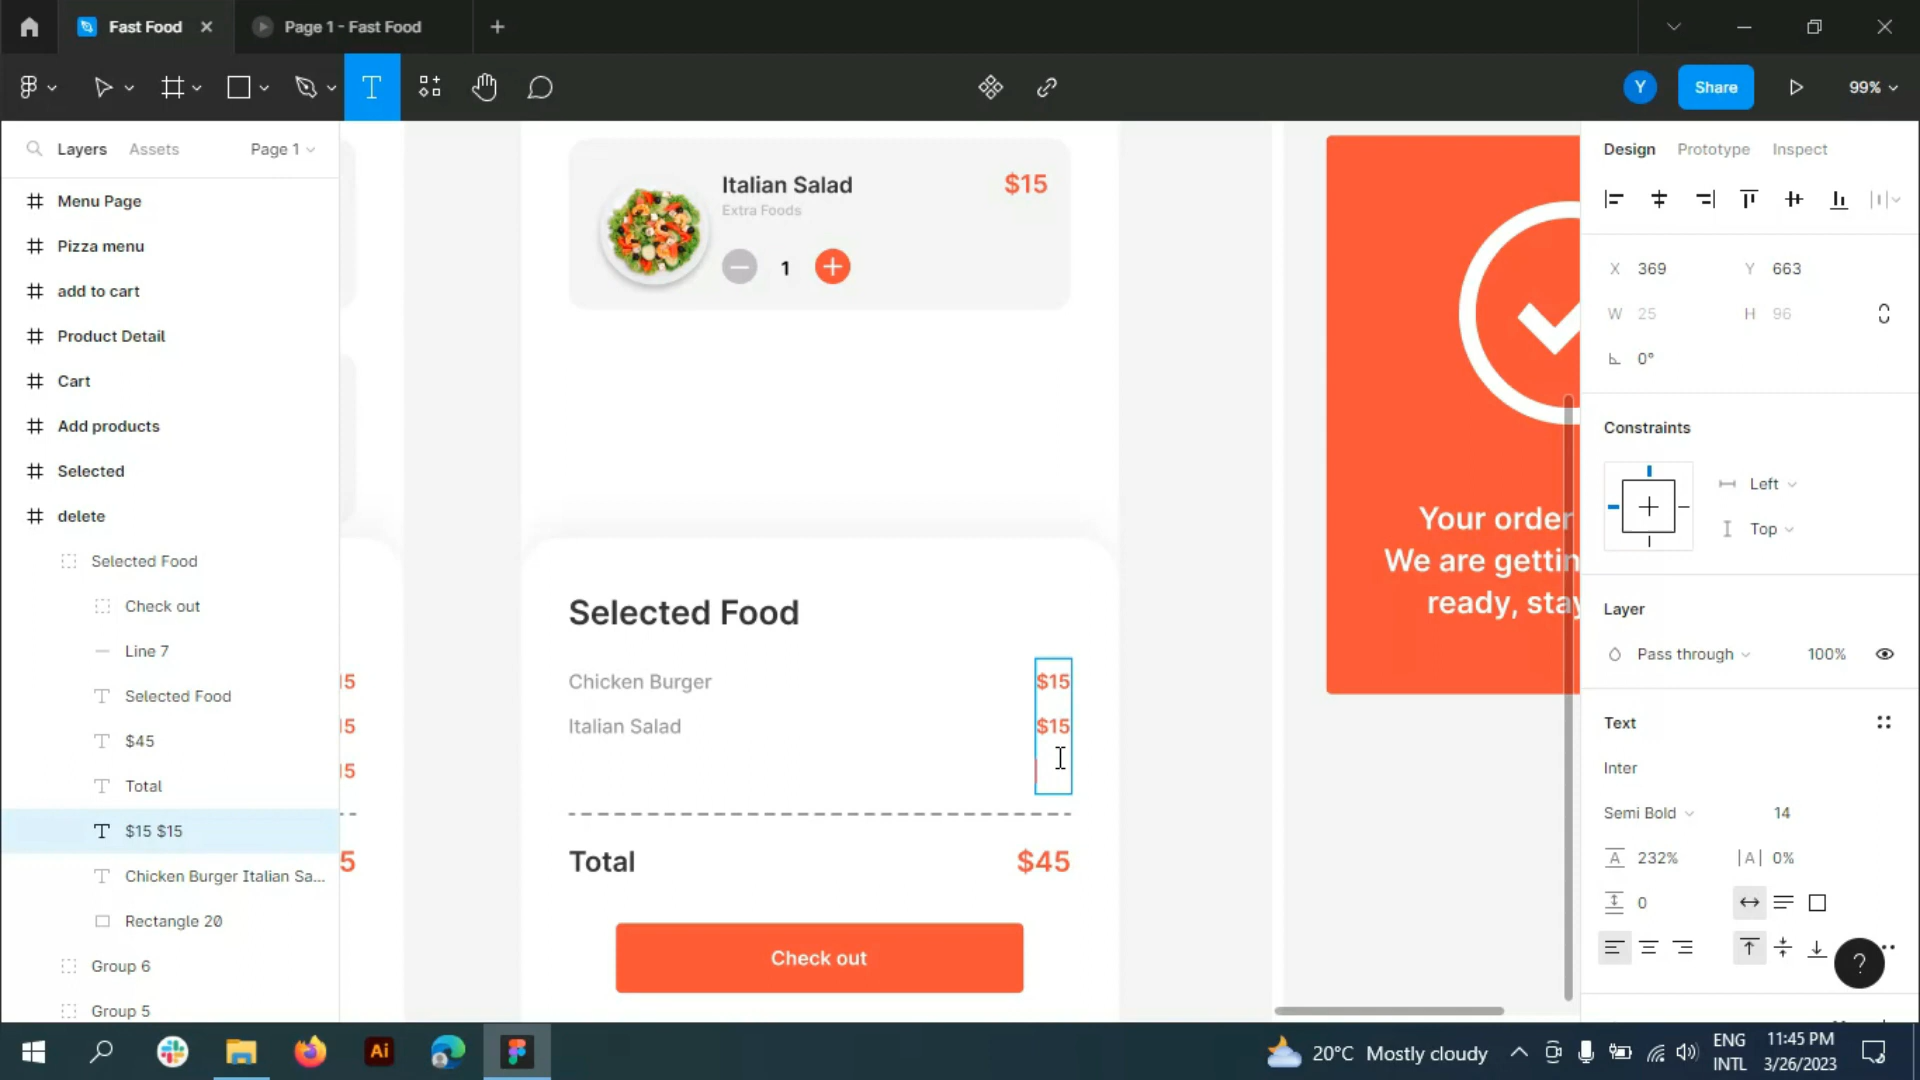 Fast Food
Page 1 - Fast Food
T
Y
Share
99%
Layers
Assets
Page 1
Menu Page
Pizza menu
add to cart
Product Detail
Cart
Add products
Selected
delete
Selected Food
Check out
Line 7
Selected Food
$45
Total
$15 $15
Chicken Burger Italian Sa...
Rectangle 20
Group 6
Group 5
Italian Salad
$15
Extra Foods
1
Selected Food
Chicken Burger
$15
Italian Salad
$15
Total
$45
Check out
Your order
We are gettin
ready, stay
Design
Prototype
Inspect
X 369
Y 663
W 25
H 96
0°
Constraints
Left
Top
Layer
Pass through
100%
Text
Inter
Semi Bold
14
232%
|A| 0%
0
?
Ai
20°C Mostly cloudy
ENG
INTL
11:45 PM
3/26/2023